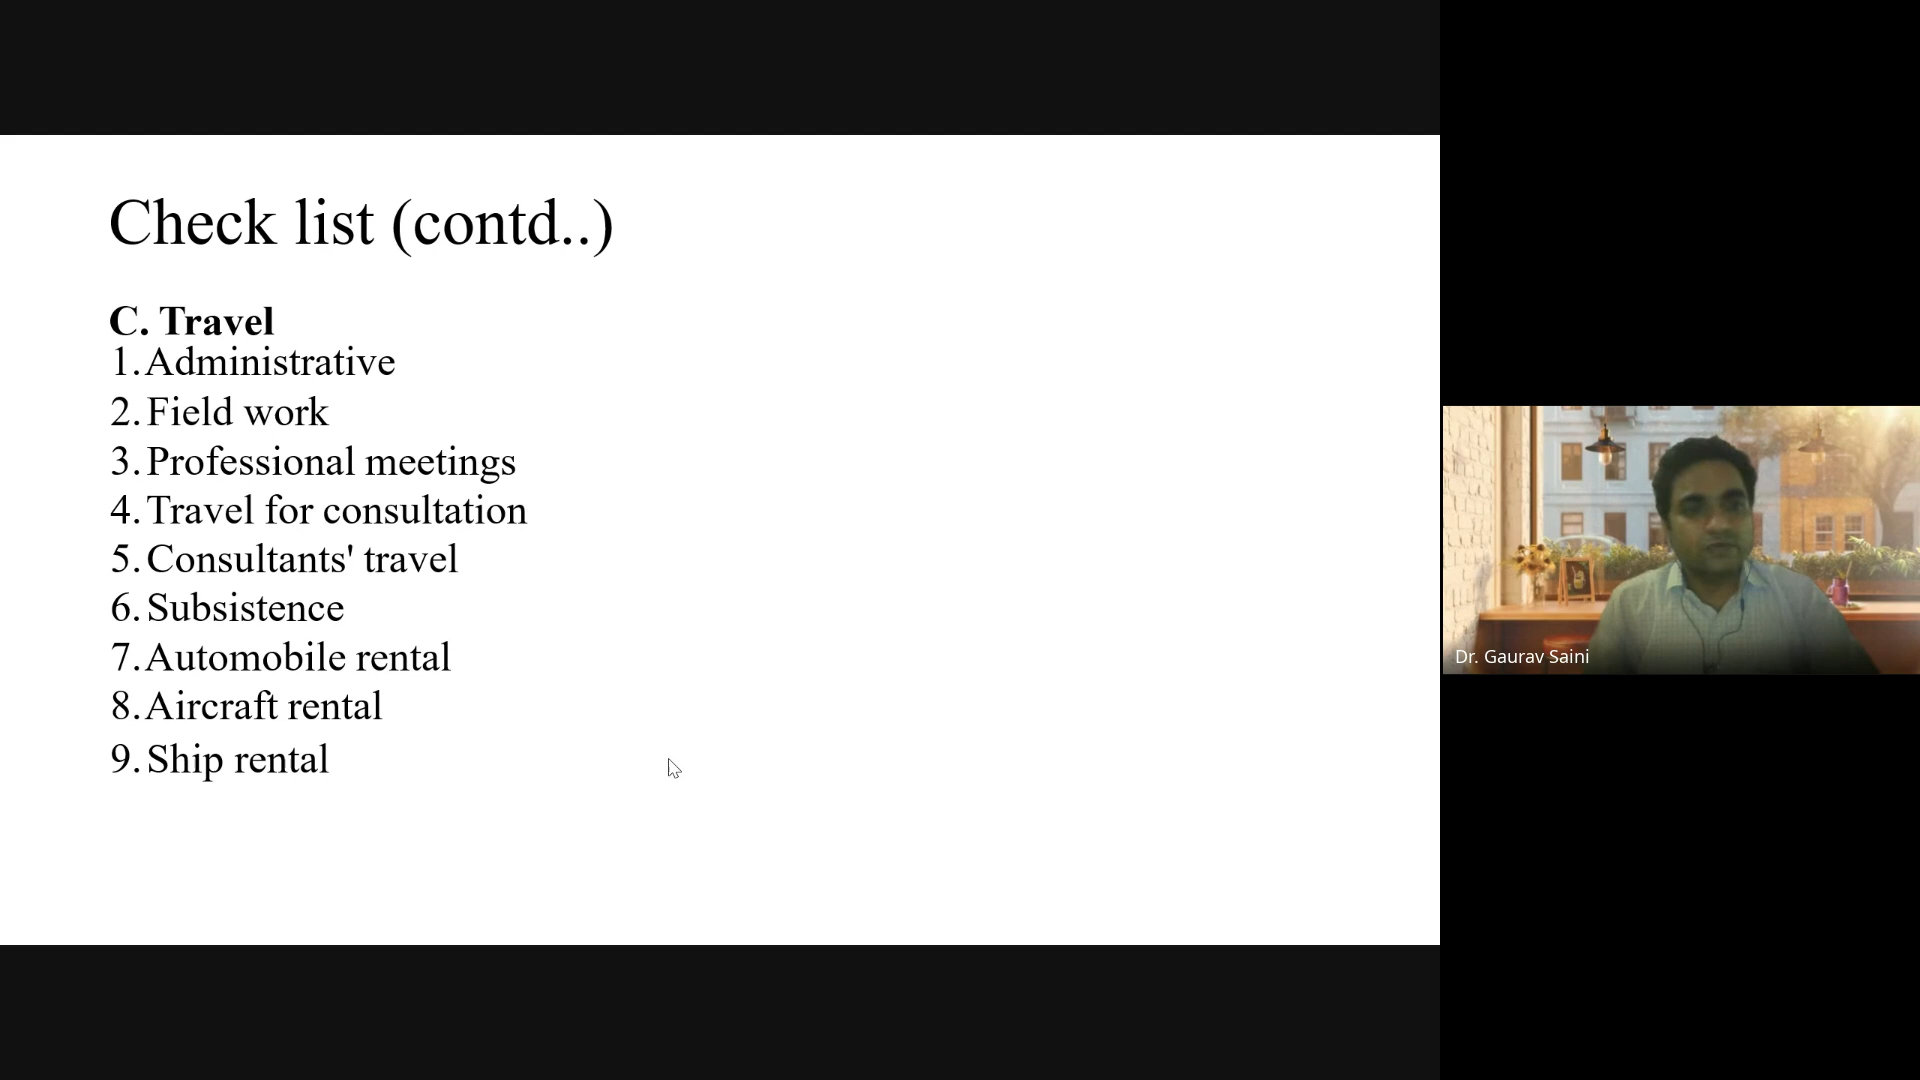 Check list (contd..)
C. Travel
1. Administrative
2. Field work
3. Professional meetings
4. Travel for consultation
5. Consultants' travel
6. Subsistence
7. Automobile rental
8. Aircraft rental
9. Ship rental
Dr. Gaurav Saini